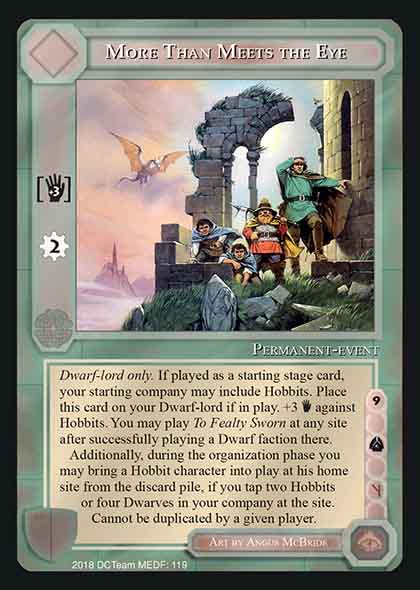 More Than Meets the Eye
[3]
2
Permanent-event
Dwarf-lord only. If played as a starting stage card,
your starting company may include Hobbits. Place
this card on your Dwarf-lord if in play. +3 against
Hobbits. You may play To Fealty Sworn at any site
after successfully playing a Dwarf faction there.
Additionally, during the organization phase you
may bring a Hobbit character into play at his home
site from the discard pile, if you tap two Hobbits
or four Dwarves in your company at the site.
Cannot be duplicated by a given player.
9
Art by Angus McBride
2018 DCTeam MEDF: 119